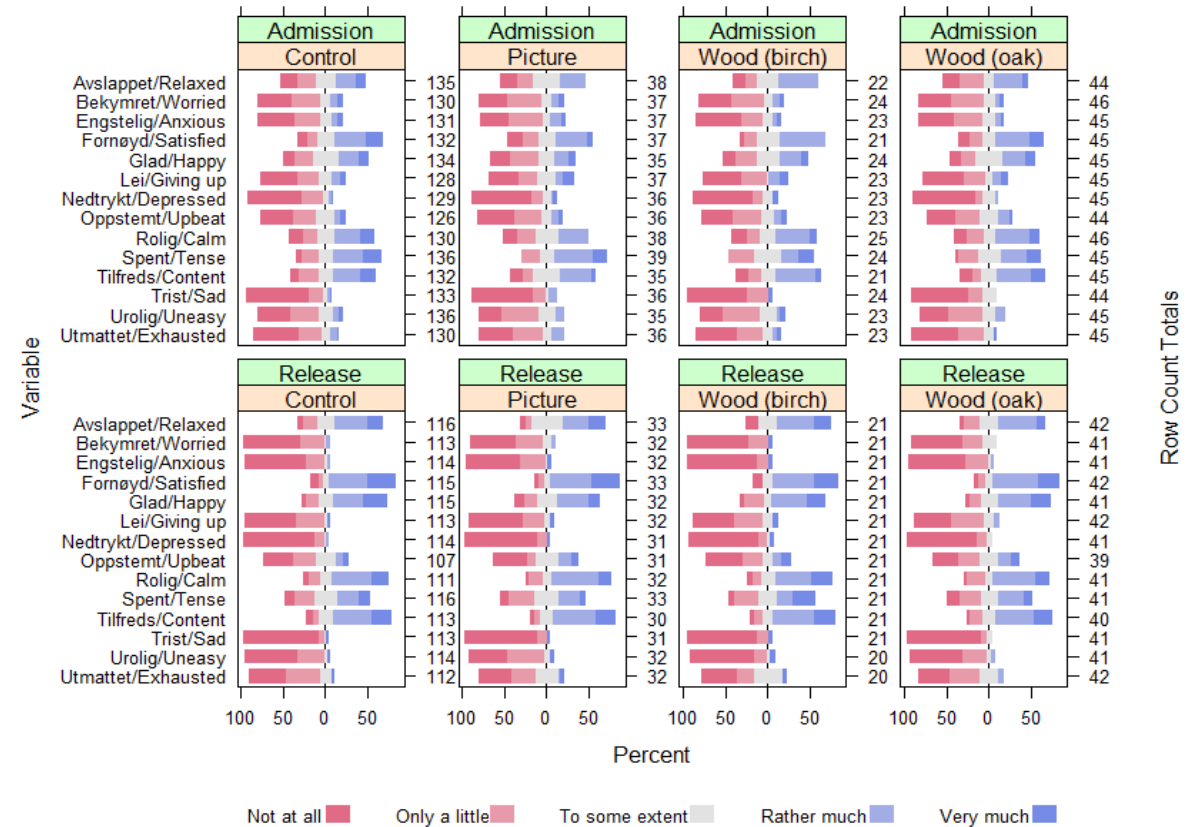 Admission Admission Admission Admission
Control Picture Wood (birch) Wood (oak)
Avslappet/Relaxed 135 38 22 44
Bekymret/Worried 130 37 24 46
Engstelig/Anxious 131 37 23 45
Fornøyd/Satisfied 132 37 21 45
Glad/Happy 134 35 24 45
Lei/Giving up 128 37 23 45
Nedtrykt/Depressed 129 36 23 45
Oppstemt/Upbeat 126 36 23 44
Rolig/Calm 130 38 25 46
Spent/Tense 136 39 24 45
Tilfreds/Content 132 35 21 45
Trist/Sad 133 36 24 44
Urolig/Uneasy 136 35 23 45
Utmattet/Exhausted 130 36 23 45
Variable
Row Count Totals
Release Release Release Release
Control Picture Wood (birch) Wood (oak)
Avslappet/Relaxed 116 33 21 42
Bekymret/Worried 113 32 21 41
Engstelig/Anxious 114 32 21 41
Fornøyd/Satisfied 115 33 21 42
Glad/Happy 115 32 21 41
Lei/Giving up 113 32 21 42
Nedtrykt/Depressed 114 31 21 41
Oppstemt/Upbeat 107 31 21 39
Rolig/Calm 111 32 21 41
Spent/Tense 116 33 21 41
Tilfreds/Content 113 30 21 40
Trist/Sad 113 31 21 41
Urolig/Uneasy 114 32 20 41
Utmattet/Exhausted 112 32 20 42
100 50 0 50 100 50 0 50 100 50 0 50 100 50 0 50
Percent
Not at all Only a little To some extent Rather much Very much